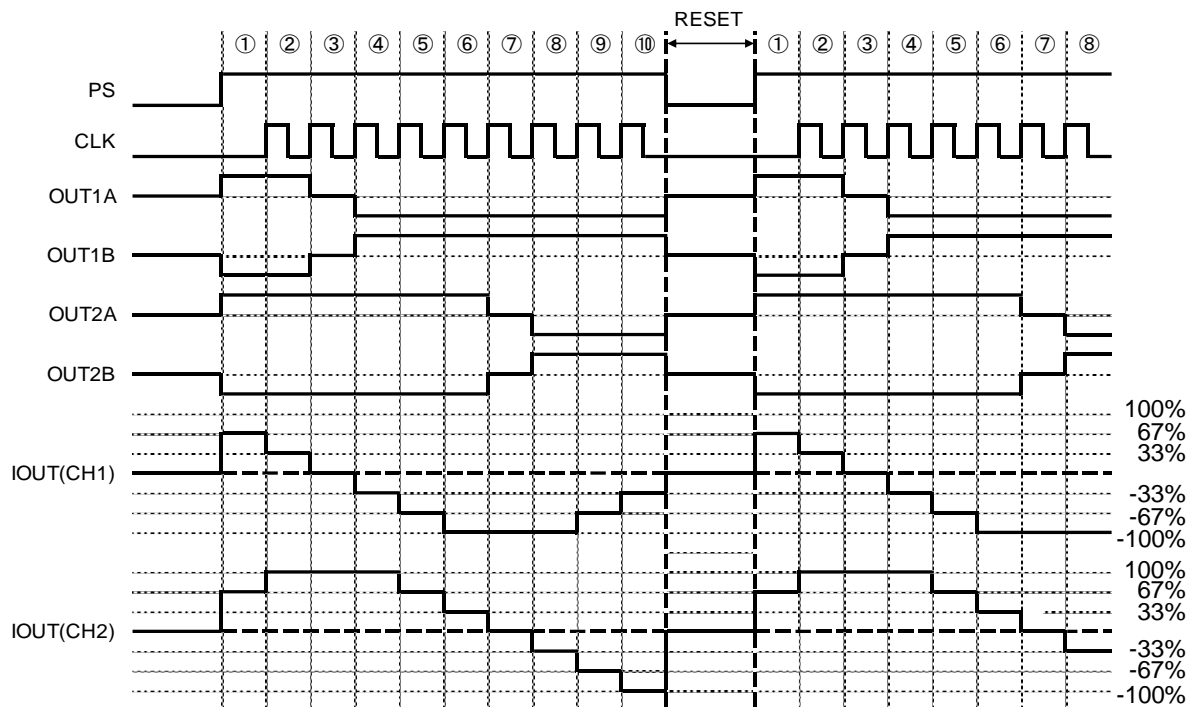 RESET
① ② ③ ④ ⑤ ⑥ ⑦ ⑧ ⑨ ⑩ ① ② ③ ④ ⑤ ⑥ ⑦ ⑧
PS
CLK
OUT1A
OUT1B
OUT2A
OUT2B
100%
67%
33%
IOUT(CH1)
-33%
-67%
-100%
100%
67%
33%
IOUT(CH2)
-33%
-67%
-100%